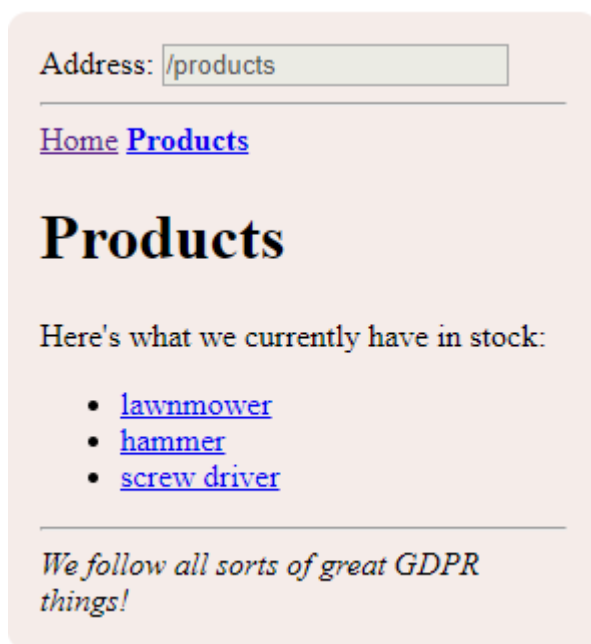 Address: /products
Home Products
Products
Here's what we currently have in stock:
lawnmower
hammer
screw driver
We follow all sorts of great GDPR
things!